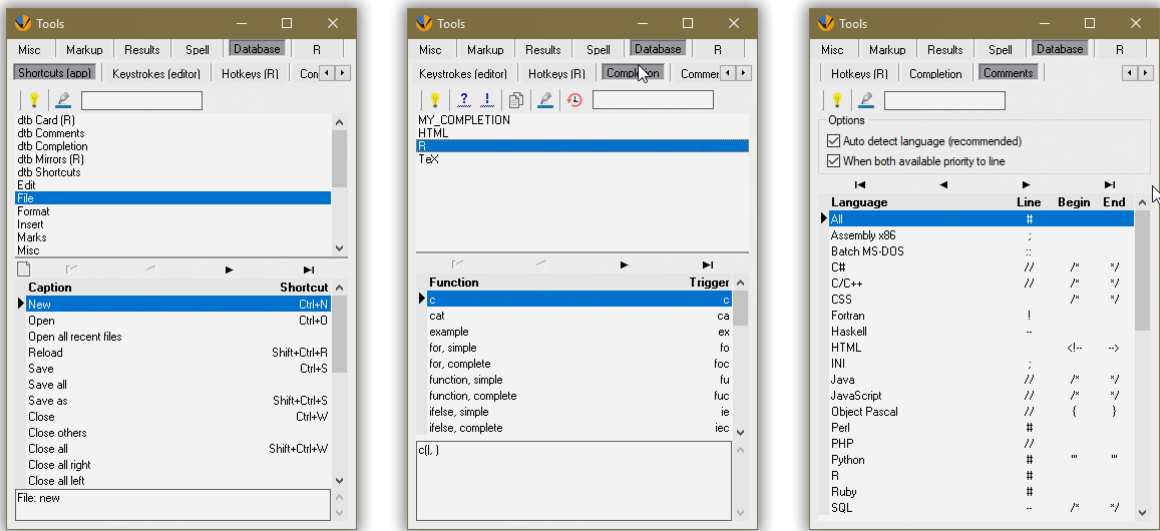 Tools
Misc Markup Results Spell Database R
Shortcuts (app) Keystrokes (editor) Hotkeys (R)
dtb Card (R)
dtb Comments
dtb Completion
dtb Mirrors (R)
dtb Shortcuts
Edit
File
Format
Insert
Marks
Misc
Caption Shortcut
New Ctrl+N
Open Ctrl+O
Open all recent files
Reload Shift+Ctrl+R
Save Ctrl+S
Save all
Save as Shift+Ctrl+S
Close Ctrl+W
Close others
Close all Shift+Ctrl+W
Close all right
Close all left
File: new
Tools
Misc Markup Results Spell Database R
Keystrokes (editor) Hotkeys (R) Completion
MY_COMPLETION
HTML
R
TeX
Function Trigger
c c
cat ca
example ex
for, simple fo
for, complete foc
function, simple fu
function, complete fuc
ifelse, simple ie
ifelse, complete iec
c(|, )
Tools
Misc Markup Results Spell Database R
Hotkeys (R) Completion Comments
Options
Auto detect language (recommended)
When both available priority to line
Language Line Begin End
All #
Assembly x86 ;
Batch MS-DOS ::
C# // /* */
C/C++ // /* */
CSS /* */
Fortran !
Haskell --
HTML <!-- -->
INI ;
Java // /* */
JavaScript // /* */
Object Pascal // { }
Perl #
PHP //
Python # ''' '''
R #
Ruby #
SQL -- /* */